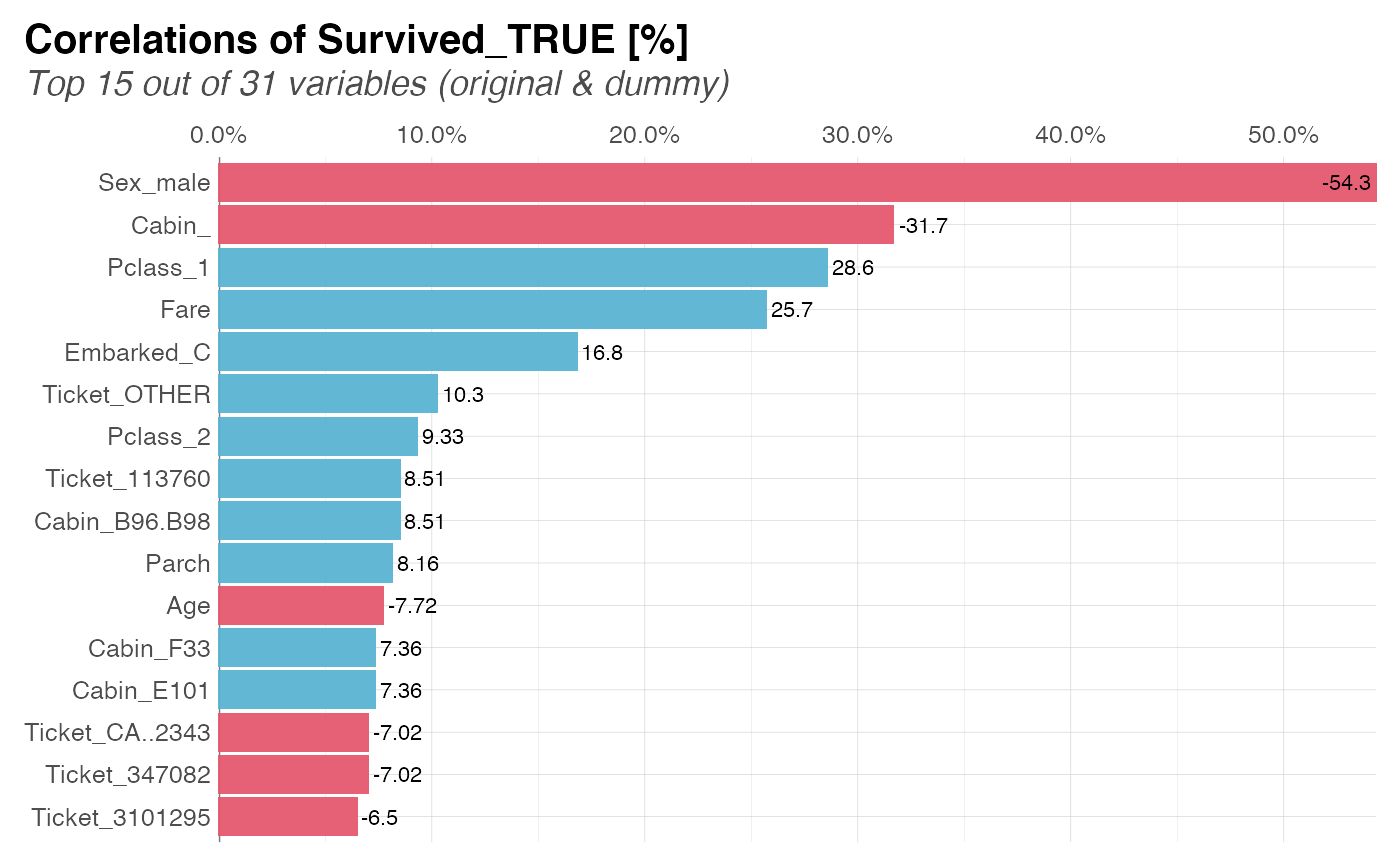 Correlations of Survived_TRUE [%]
Top 15 out of 31 variables (original & dummy)
0.0% 10.0% 20.0% 30.0% 40.0% 50.0%
Sex_male -54.3
Cabin_ -31.7
Pclass_1 28.6
Fare 25.7
Embarked_C 16.8
Ticket_OTHER 10.3
Pclass_2 9.33
Ticket_113760 8.51
Cabin_B96.B98 8.51
Parch 8.16
Age -7.72
Cabin_F33 7.36
Cabin_E101 7.36
Ticket_CA..2343 -7.02
Ticket_347082 -7.02
Ticket_3101295 -6.5